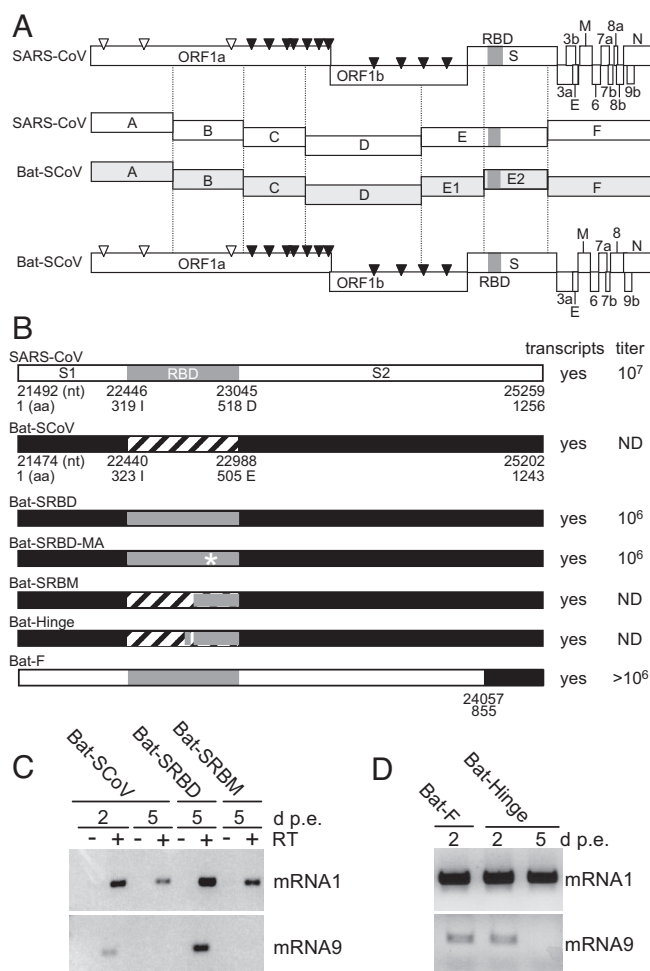 A
3b M 7a 8a N
ORF1a RBD S
SARS-CoV
ORF1b
3a E 6 7b 8b 9b
SARS-CoV A B C D E F
Bat-SCoV A B C D E1 E2 F
M 7a 8 N
Bat-SCoV ORF1a S
ORF1b RBD
3a E 6 7b 9b
B
SARS-CoV transcripts titer
S1 RBD S2 yes 10⁷
21492 (nt) 22446 23045 25259
1 (aa) 319 I 518 D 1256
Bat-SCoV
yes ND
21474 (nt) 22440 22988 25202
1 (aa) 323 I 505 E 1243
Bat-SRBD
yes 10⁶
Bat-SRBD-MA
* yes 10⁶
Bat-SRBM
yes ND
Bat-Hinge
yes ND
Bat-F
yes >10⁶
24057
855
C
Bat-SCoV Bat-SRBD Bat-SRBM
2 5 5 5 d p.e.
- + - + - + - + RT
mRNA1
mRNA9
D
Bat-F Bat-Hinge
2 2 5 d p.e.
mRNA1
mRNA9